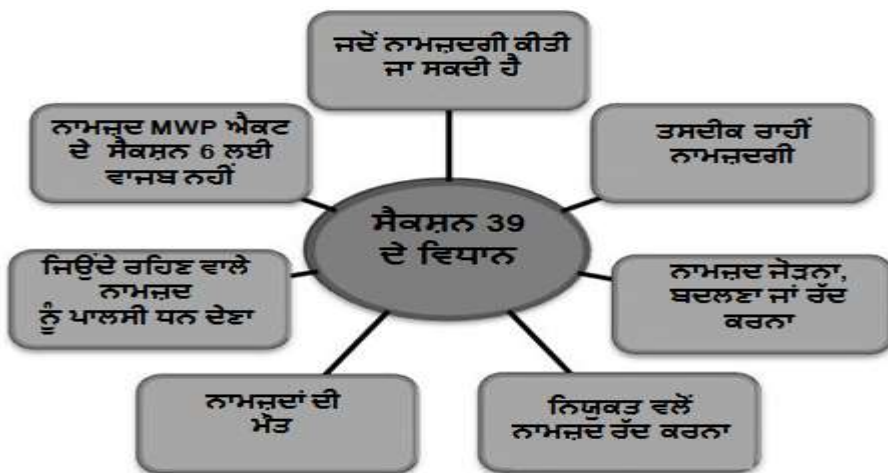 ਜਦੋਂ ਨਾਮਜ਼ਦਗੀ ਕੀਤੀ
ਜਾ ਸਕਦੀ ਹੈ
ਨਾਮਜ਼ਦ MWP ਐਕਟ
ਦੇ ਸੈਕਸ਼ਨ 6 ਲਈ
ਵਾਜਬ ਨਹੀਂ
ਤਸਦੀਕ ਰਾਹੀਂ
ਨਾਮਜ਼ਦਗੀ
ਸੈਕਸ਼ਨ 39
ਦੇ ਵਿਧਾਨ
ਜਿਉਂਦੇ ਰਹਿਣ ਵਾਲੇ
ਨਾਮਜ਼ਦ
ਨੂੰ ਪਾਲਸੀ ਧਨ ਦੇਣਾ
ਨਾਮਜ਼ਦ ਜੋੜਨਾ,
ਬਦਲਣਾ ਜਾਂ ਰੱਦ
ਕਰਨਾ
ਨਾਮਜ਼ਦਾਂ ਦੀ
ਮੌਤ
ਨਿਯੁਕਤ ਵਲੋਂ
ਨਾਮਜ਼ਦ ਰੱਦ ਕਰਨਾ